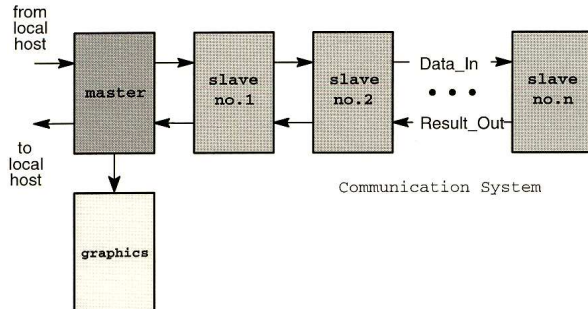 from
local
host
master
slave
no.1
slave
no.2
Data_In
• • •
Result_Out
slave
no.n
to
local
host
Communication System
graphics